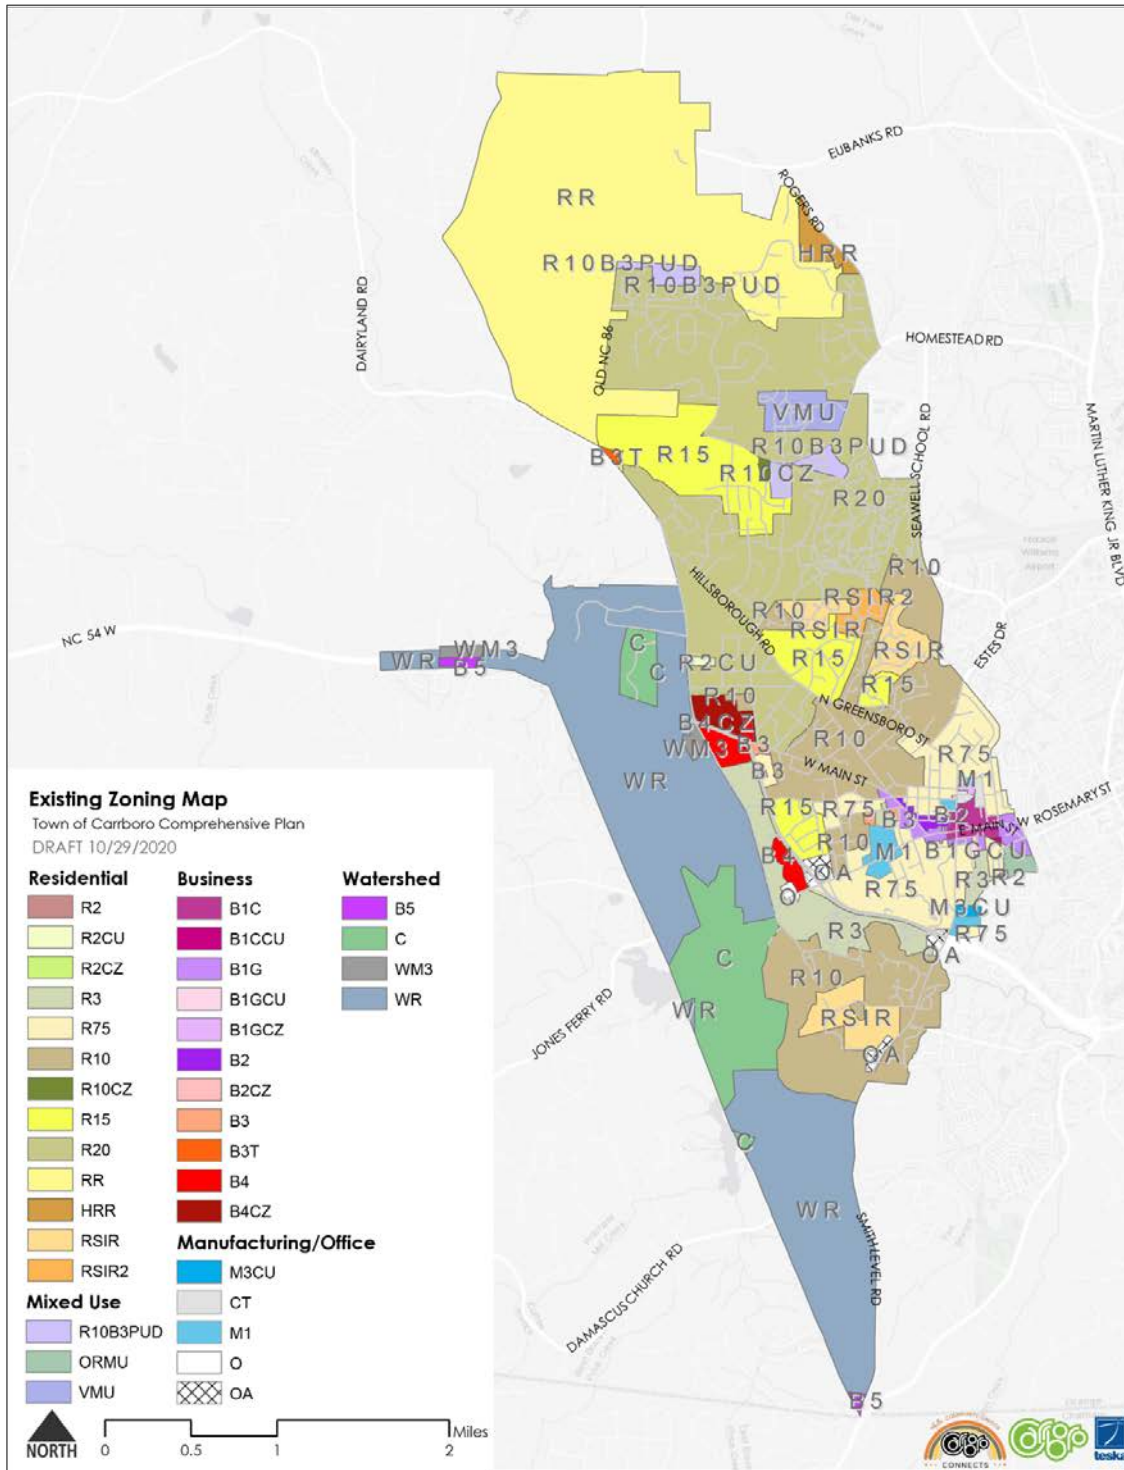 EUBANKS RD
ROGERS RD
RR
HRR
R10B3PUD
R10B3PUD
DAIRYLAND RD
OLD NC 86
HOMESTEAD RD
SEAWELL SCHOOL RD
MARTIN LUTHER KING JR BLVD
VMU
R10B3PUD
B3T
R15
R10CZ
R20
HILLSBOROUGH RD
R10
R10
RSIR2
RSIR
RSIR
R15
R15
ESTES DR
NC 54 W
WR
WM3
B5
C
C
R2CU
R10
B4CZ
WM3
B3
B3
N GREENSBORO ST
R10
W MAIN ST
R75
M1
W ROSEMARY ST
WR
R15
R75
B3
B2
E MAIN ST
R10
M1
B1GCU
B4
OA
O
R75
R3
R2
M3CU
R75
OA
R3
C
R10
WR
RSIR
OA
JONES FERRY RD
C
WR
SMITH LEVEL RD
DAMASCUS CHURCH RD
B5
Existing Zoning Map
Town of Carrboro Comprehensive Plan
DRAFT 10/29/2020
Residential
R2
R2CU
R2CZ
R3
R75
R10
R10CZ
R15
R20
RR
HRR
RSIR
RSIR2
Mixed Use
R10B3PUD
ORMU
VMU
Business
B1C
B1CCU
B1G
B1GCU
B1GCZ
B2
B2CZ
B3
B3T
B4
B4CZ
Manufacturing/Office
M3CU
CT
M1
O
OA
Watershed
B5
C
WM3
WR
NORTH
0 0.5 1 2
Miles
CONNECTS
carrboro
teska